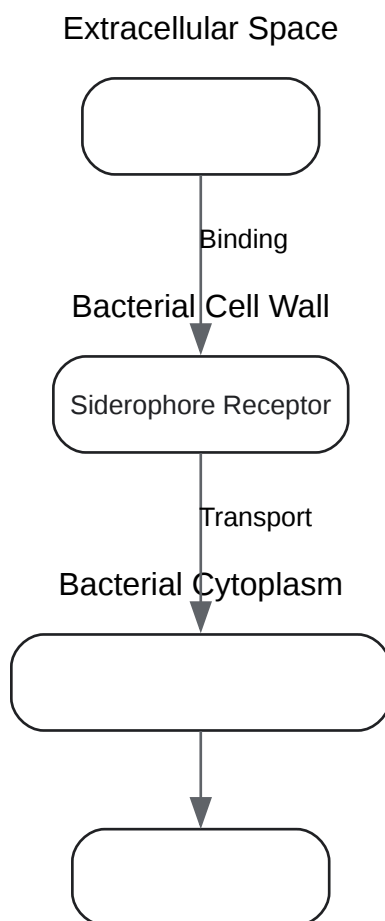 Extracellular Space
Binding
Bacterial Cell Wall
Siderophore Receptor
Transport
Bacterial Cytoplasm